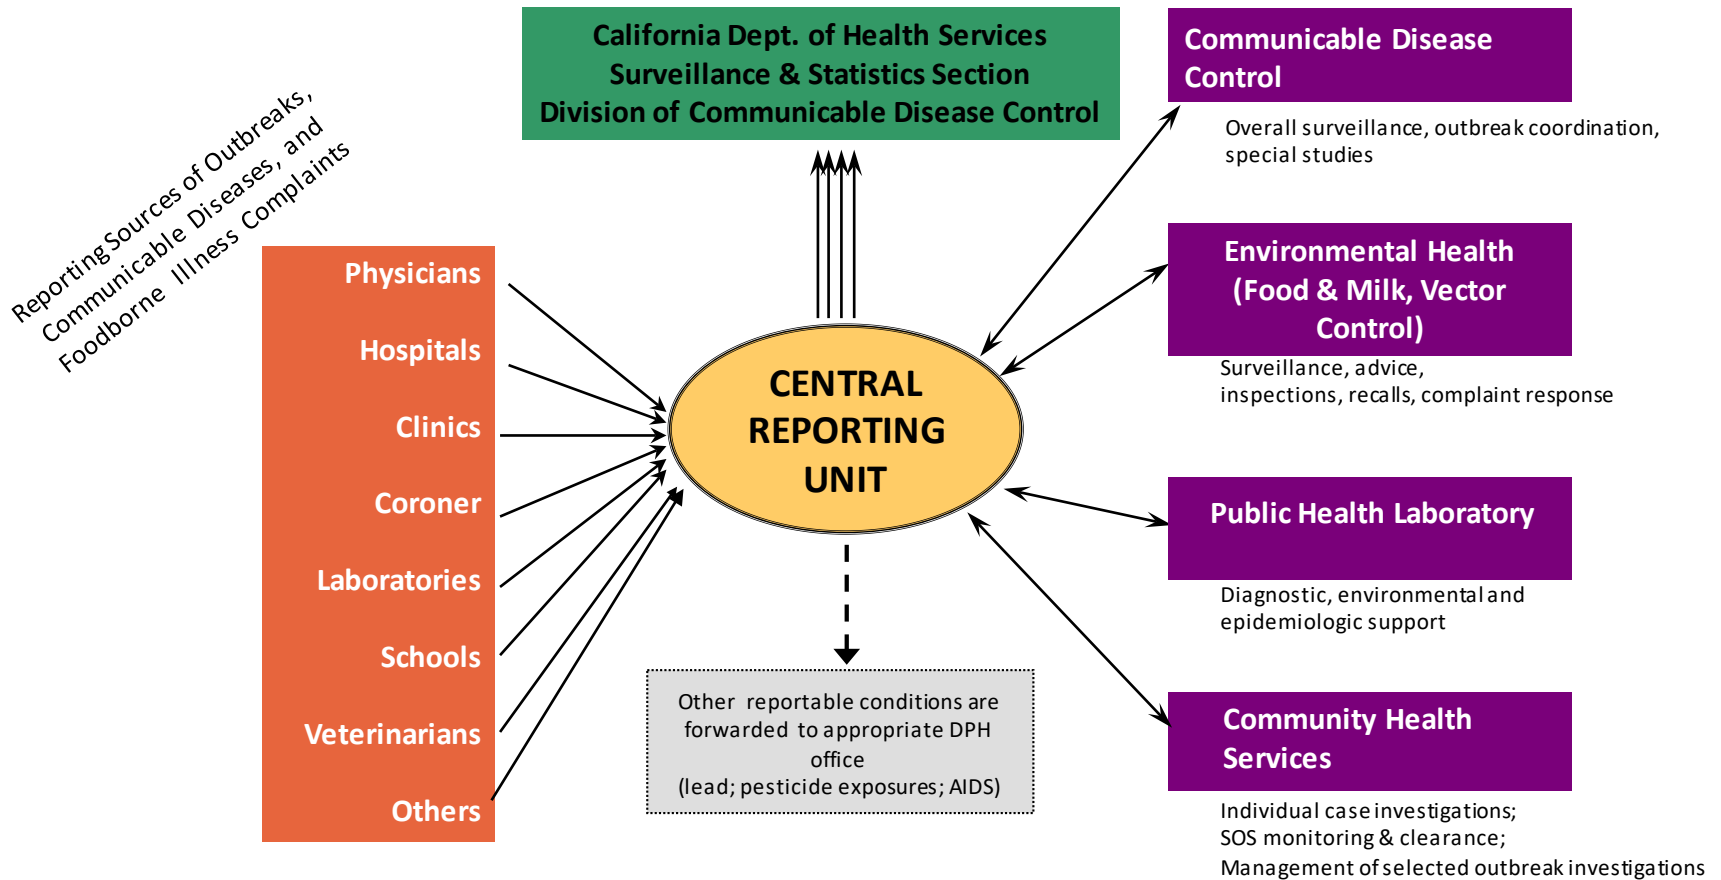 California Dept. of Health Services
Surveillance & Statistics Section
Division of Communicable Disease Control
Communicable Disease
Control
Overall surveillance, outbreak coordination,
special studies
Reporting Sources of Outbreaks,
Communicable Diseases, and
Foodborne Illness Complaints
Physicians
Hospitals
Clinics
Coroner
Laboratories
Schools
Veterinarians
Others
CENTRAL
REPORTING
UNIT
Environmental Health
(Food & Milk, Vector
Control)
Surveillance, advice,
inspections, recalls, complaint response
Public Health Laboratory
Diagnostic, environmental and
epidemiologic support
Other reportable conditions are
forwarded to appropriate DPH
office
(lead; pesticide exposures; AIDS)
Community Health
Services
Individual case investigations;
SOS monitoring & clearance;
Management of selected outbreak investigations